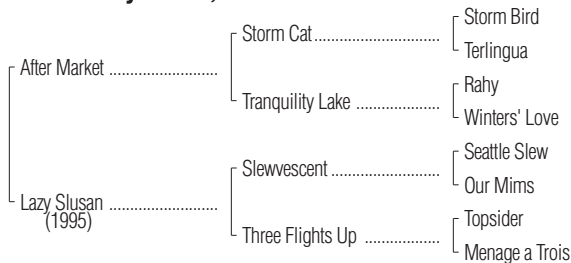 Storm Bird
Storm Cat
Terlingua
After Market
Rahy
Tranquility Lake
Winters' Love
Seattle Slew
Slewvescent
Our Mims
Lazy Slusan
(1995)
Topsider
Three Flights Up
Menage a Trois